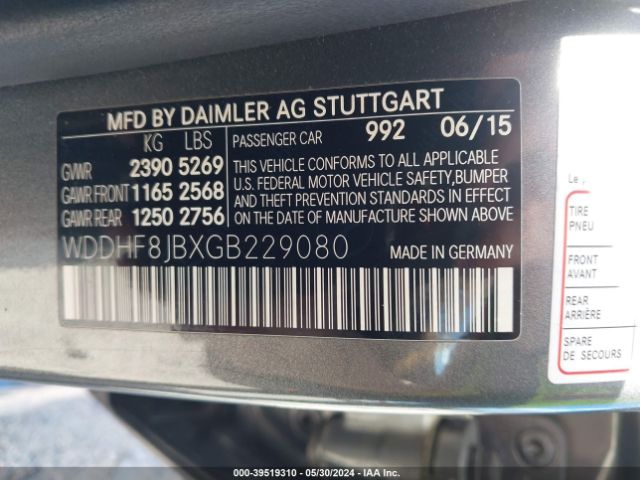 MFD BY DAIMLER AG STUTTGART
KG LBS
PASSENGER CAR 992 06/15
GVWR 2390 5269
GAWR FRONT 1165 2568
GAWR REAR 1250 2756
THIS VEHICLE CONFORMS TO ALL APPLICABLE
U.S. FEDERAL MOTOR VEHICLE SAFETY,BUMPER
AND THEFT PREVENTION STANDARDS IN EFFECT
ON THE DATE OF MANUFACTURE SHOWN ABOVE.
WDDHF8JBXGB229080
MADE IN GERMANY
Le
TIRE
PNEU
FRONT
AVANT
REAR
ARRIÈRE
SPARE
DE SECOURS
000-39519310 - 05/30/2024 - IAA Inc.